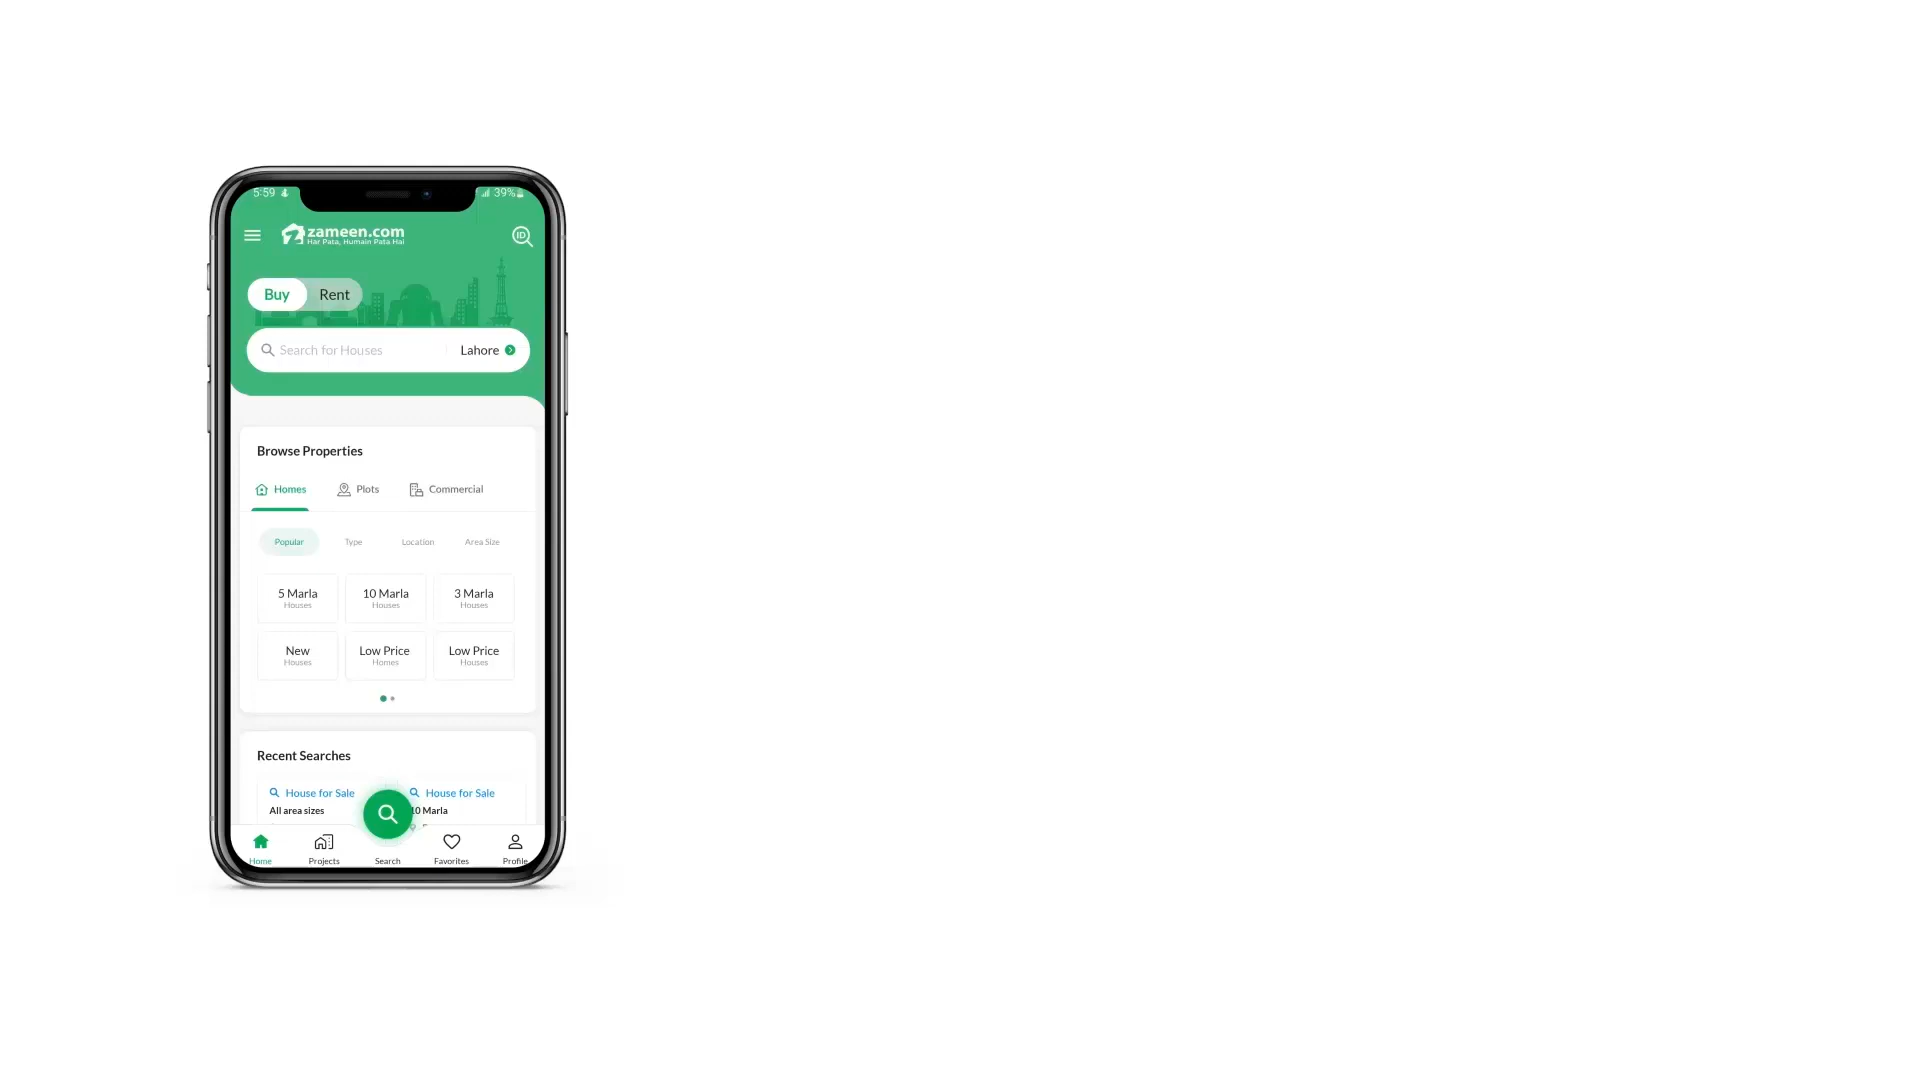 5:59 39%
zameen.com
Har Pata, Humain Pata Hai
ID
Buy Rent
Search for Houses Lahore
Browse Properties
Homes Plots Commercial
Popular Type Location Area Size
5 Marla 10 Marla 3 Marla
Houses Houses Houses
New Low Price Low Price
Houses Homes Houses
Recent Searches
House for Sale House for Sale
All area sizes 10 Marla
Home Projects Search Favorites Profile